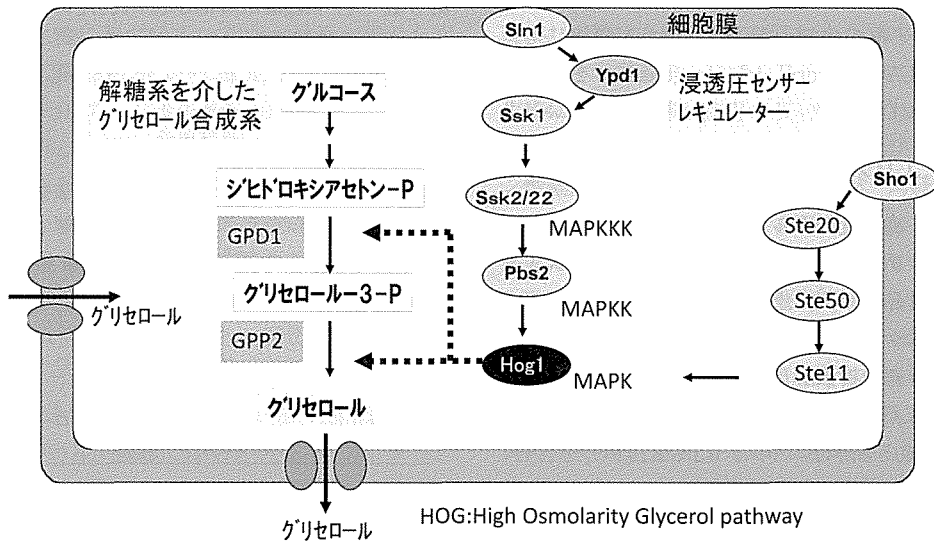 細胞膜
Sln1
Ypd1
Ssk1
浸透圧センサー
レギュレーター
解糖系を介した
グリセロール合成系
グルコース
ジヒドロキシアセトン-P
GPD1
グリセロールー3-P
GPP2
グリセロール
Ssk2/22
MAPKKK
Pbs2
MAPKK
Hog1
MAPK
Sho1
Ste20
Ste50
Ste11
グリセロール
グリセロール
HOG:High Osmolarity Glycerol pathway